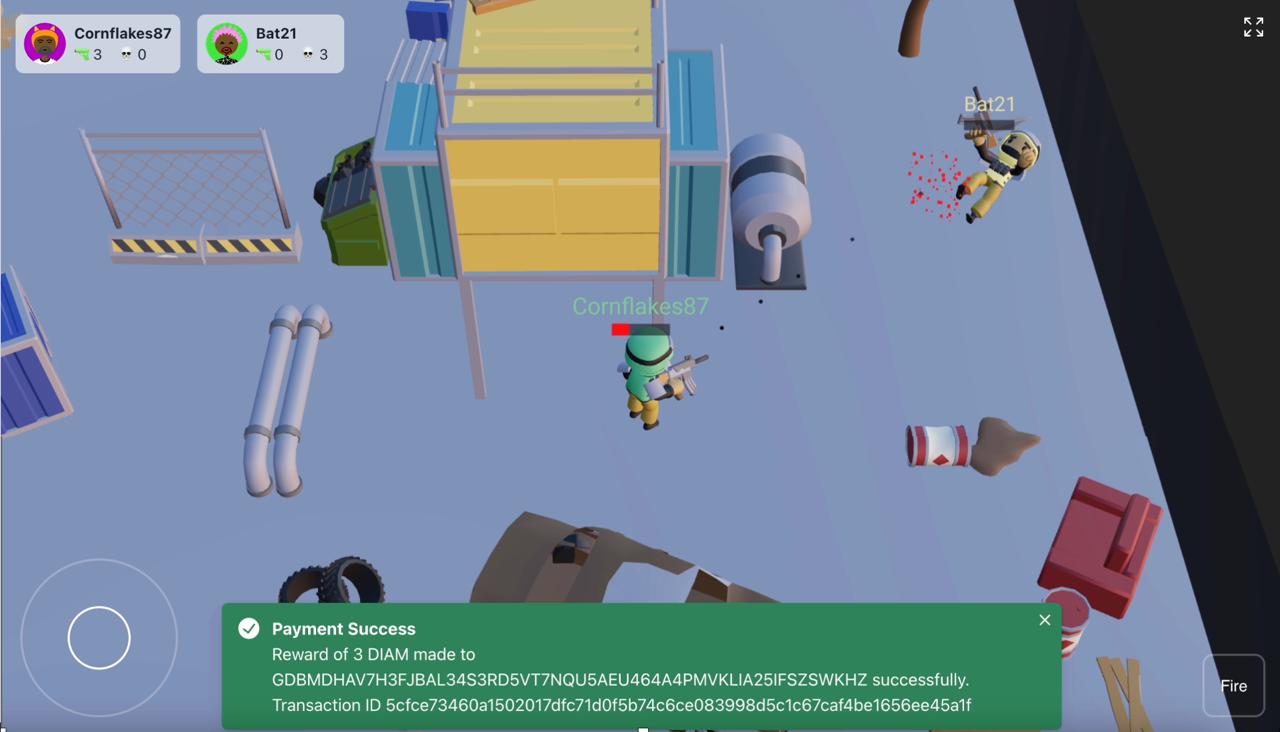 Cornflakes87
3 0
Bat21
0 3
Bat21
Cornflakes87
Payment Success
Reward of 3 DIAM made to
GDBMDHAV7H3FJBAL34S3RD5VT7NQU5AEU464A4PMVKLIA25IFSZSWKHZ successfully.
Transaction ID 5cfce73460a1502017dfc71d0f5b74c6ce083998d5c1c67caf4be1656ee45a1f
Fire